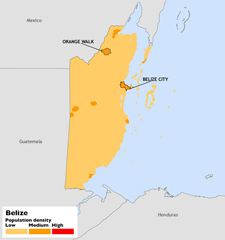 Mexico
ORANGE WALK
BELIZE CITY
Guatemala
Honduras
Belize
Population density
Low Medium High